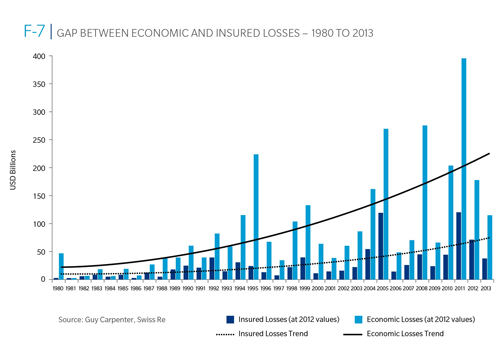 F-7 | GAP BETWEEN ECONOMIC AND INSURED LOSSES – 1980 TO 2013
400
350
300
250
200
150
100
50
0
USD Billions
1980 1981 1982 1983 1984 1985 1986 1987 1988 1989 1990 1991 1992 1993 1994 1995 1996 1997 1998 1999 2000 2001 2002 2003 2004 2005 2006 2007 2008 2009 2010 2011 2012 2013
Source: Guy Carpenter, Swiss Re
Insured Losses (at 2012 values) Economic Losses (at 2012 values)
Insured Losses Trend Economic Losses Trend